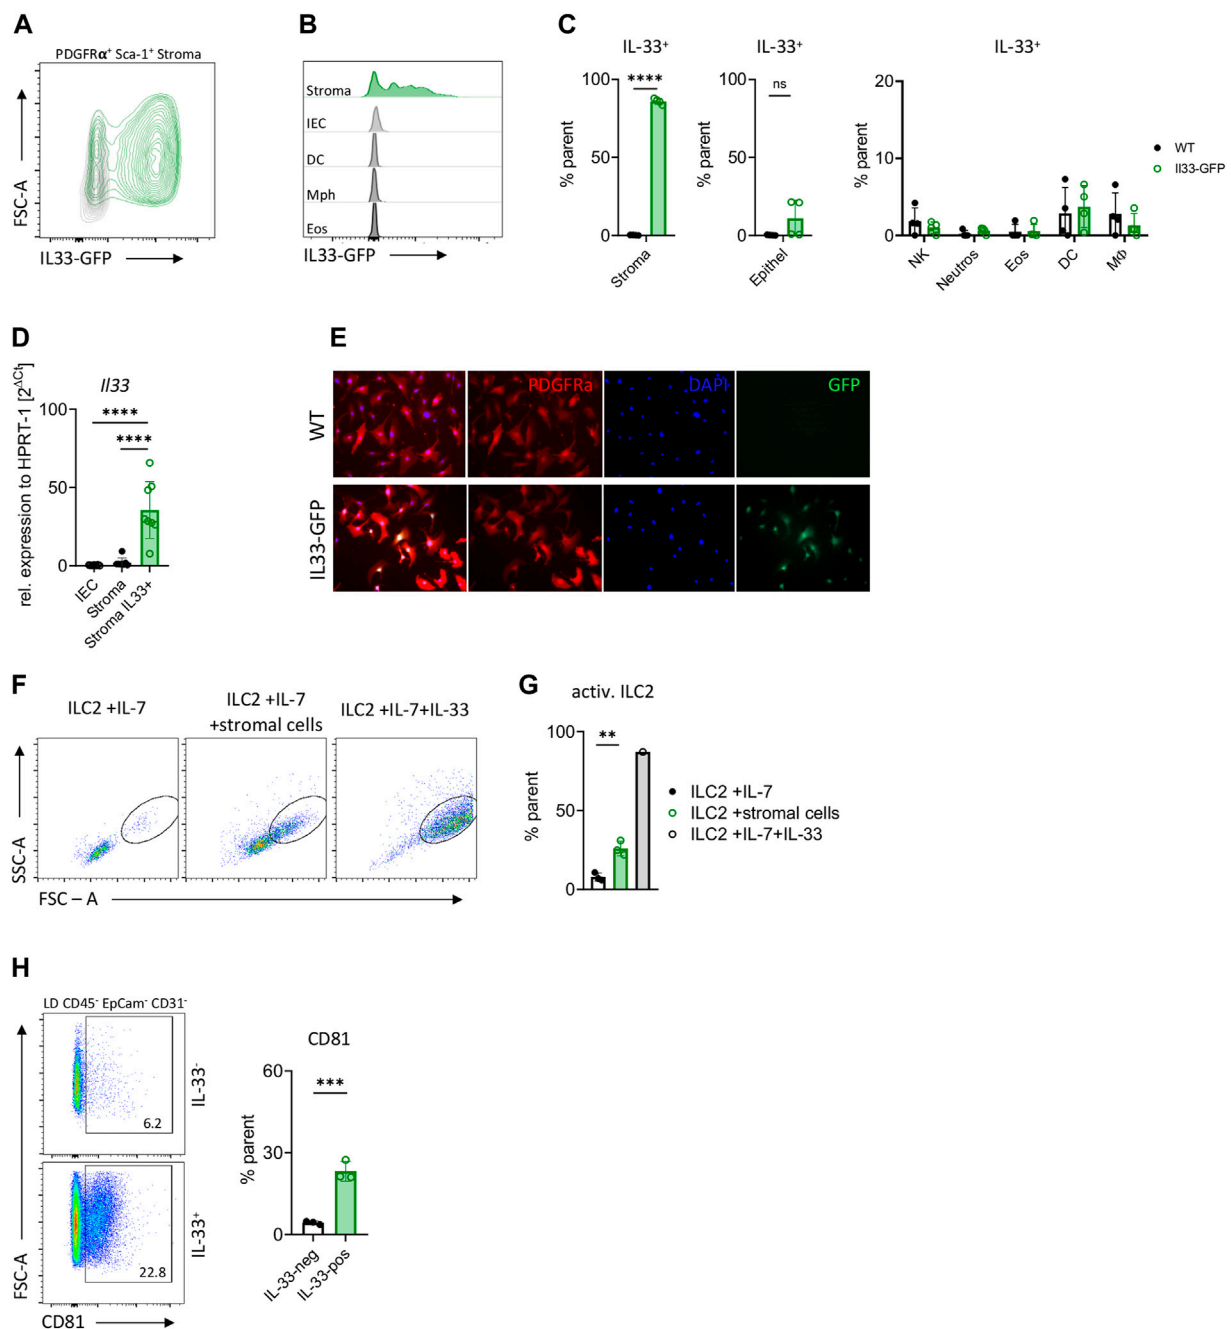 A
PDGFRα⁺ Sca-1⁺ Stroma
FSC-A
IL33-GFP
B
Stroma
IEC
DC
Mph
Eos
IL33-GFP
C
IL-33⁺
% parent
100
50
0
****
Stroma
IL-33⁺
% parent
100
50
0
ns
Epithel
IL-33⁺
% parent
20
10
0
NK
Neutros
Eos
DC
MΦ
WT
Il33-GFP
D
Il33
rel. expression to HPRT-1 [2^ΔCt]
100
50
0
****
****
IEC
Stroma
Stroma IL33+
E
PDGFRa
DAPI
GFP
WT
IL33-GFP
F
ILC2 +IL-7
ILC2 +IL-7
+stromal cells
ILC2 +IL-7+IL-33
SSC-A
FSC – A
G
activ. ILC2
% parent
100
50
0
**
ILC2 +IL-7
ILC2 +stromal cells
ILC2 +IL-7+IL-33
H
LD CD45⁻ EpCam⁻ CD31⁻
6.2
IL-33⁻
22.8
IL-33⁺
FSC-A
CD81
CD81
% parent
60
30
0
***
IL-33-neg
IL-33-pos